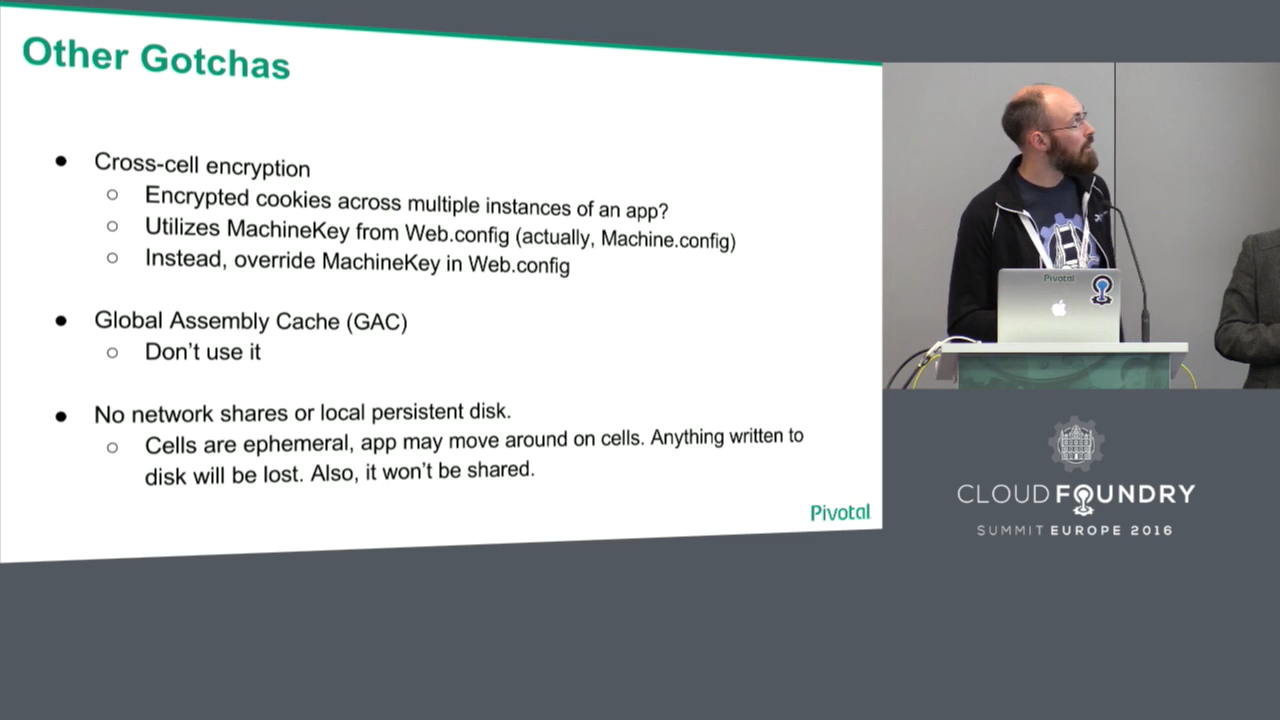 Other Gotchas
● Cross-cell encryption
○ Encrypted cookies across multiple instances of an app?
○ Utilizes MachineKey from Web.config (actually, Machine.config)
○ Instead, override MachineKey in Web.config
● Global Assembly Cache (GAC)
○ Don't use it
● No network shares or local persistent disk.
○ Cells are ephemeral, app may move around on cells. Anything written to
disk will be lost. Also, it won't be shared.
Pivotal
Pivotal
CLOUD FOUNDRY
SUMMIT EUROPE 2016